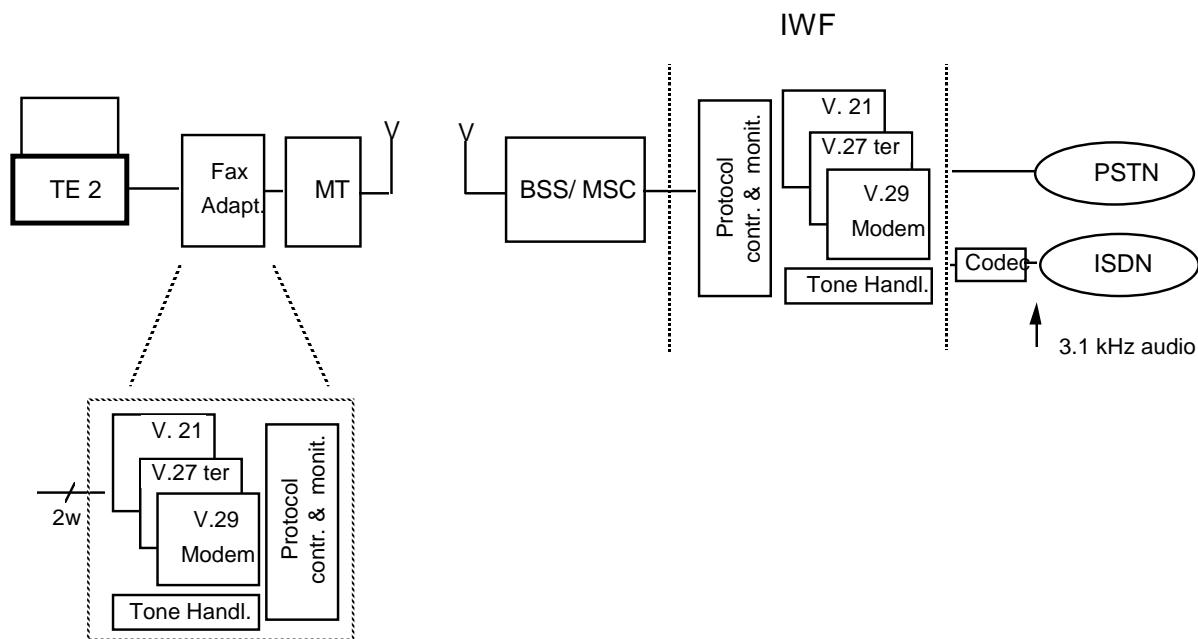 IWF
TE 2
Fax
Adapt.
MT
BSS/ MSC
Protocol
contr. & monit.
V. 21
V.27 ter
V.29
Modem
Tone Handl.
PSTN
Codec
ISDN
3.1 kHz audio
2w
V. 21
V.27 ter
V.29
Modem
Tone Handl.
Protocol
contr. & monit.